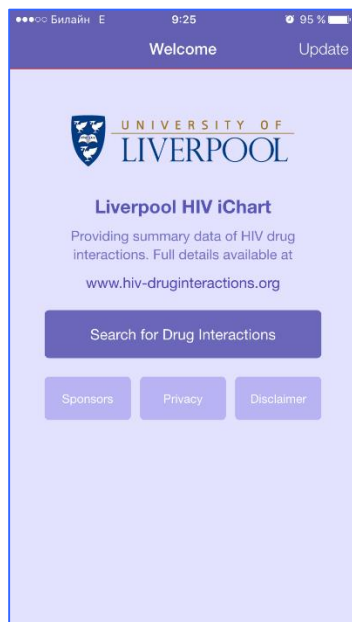 Билайн E 9:25 95 %
Welcome Update
UNIVERSITY OF
LIVERPOOL
Liverpool HIV iChart
Providing summary data of HIV drug
interactions. Full details available at
www.hiv-druginteractions.org
Search for Drug Interactions
Sponsors Privacy Disclaimer